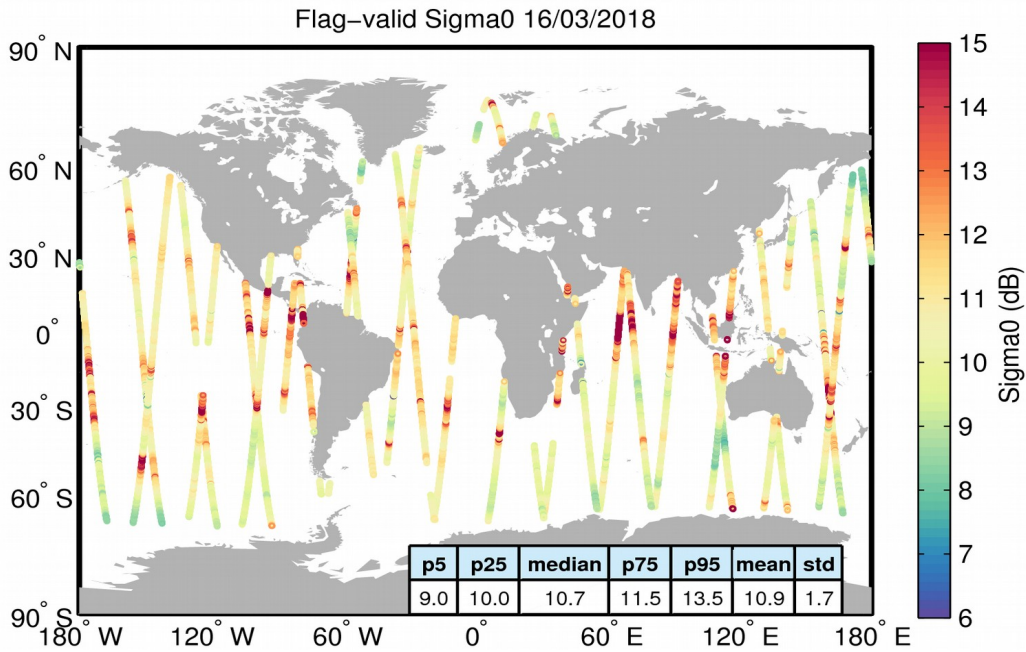 Flag−valid Sigma0 16/03/2018
90° N
60° N
30° N
0°
30° S
60° S
90° S
180° W 120° W 60° W 0° 60° E 120° E 180° E
p5 p25 median p75 p95 mean std
9.0 10.0 10.7 11.5 13.5 10.9 1.7
15
14
13
12
11
10
9
8
7
6
Sigma0 (dB)